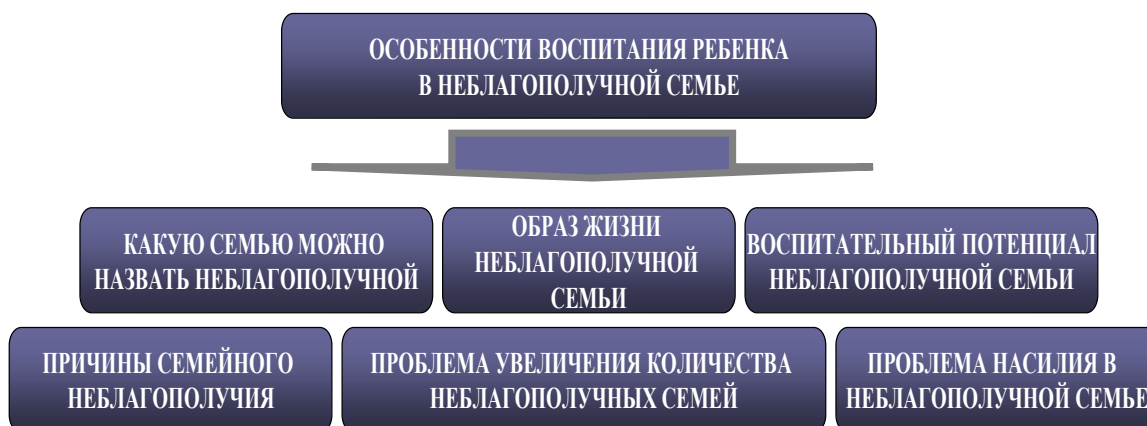 ОСОБЕННОСТИ ВОСПИТАНИЯ РЕБЕНКА
В НЕБЛАГОПОЛУЧНОЙ СЕМЬЕ
КАКУЮ СЕМЬЮ МОЖНО
НАЗВАТЬ НЕБЛАГОПОЛУЧНОЙ
ОБРАЗ ЖИЗНИ
НЕБЛАГОПОЛУЧНОЙ
СЕМЬИ
ВОСПИТАТЕЛЬНЫЙ ПОТЕНЦИАЛ
НЕБЛАГОПОЛУЧНОЙ СЕМЬИ
ПРИЧИНЫ СЕМЕЙНОГО
НЕБЛАГОПОЛУЧИЯ
ПРОБЛЕМА УВЕЛИЧЕНИЯ КОЛИЧЕСТВА
НЕБЛАГОПОЛУЧНЫХ СЕМЕЙ
ПРОБЛЕМА НАСИЛИЯ В
НЕБЛАГОПОЛУЧНОЙ СЕМЬЕ